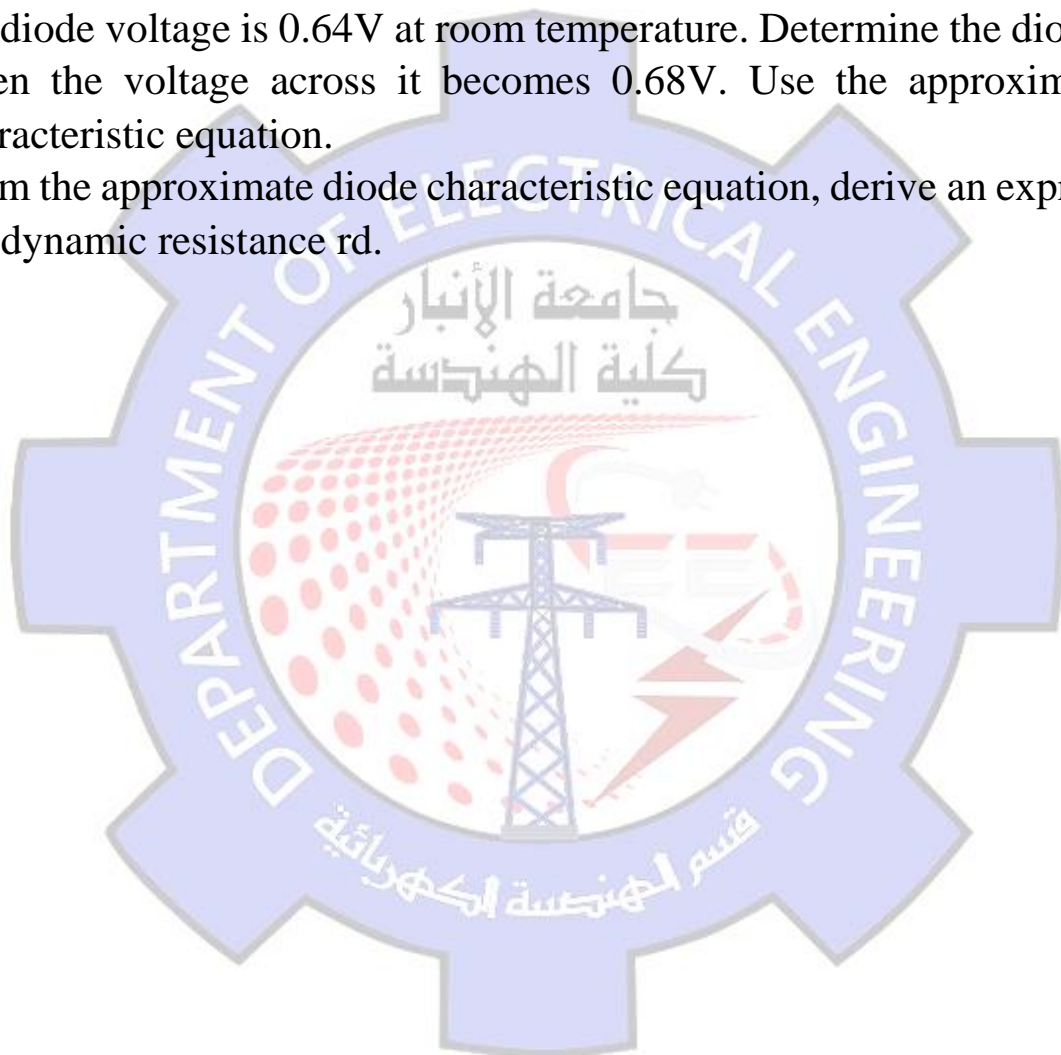 diode voltage is 0.64V at room temperature. Determine the dio
en the voltage across it becomes 0.68V. Use the approxim
racteristic equation.
m the approximate diode characteristic equation, derive an expr
dynamic resistance rd.
DEPARTMENT OF ELECTRICAL ENGINEERING
جامعة الأنبار
كلية الهندسة
EE
قسم الهندسة الكهربائية